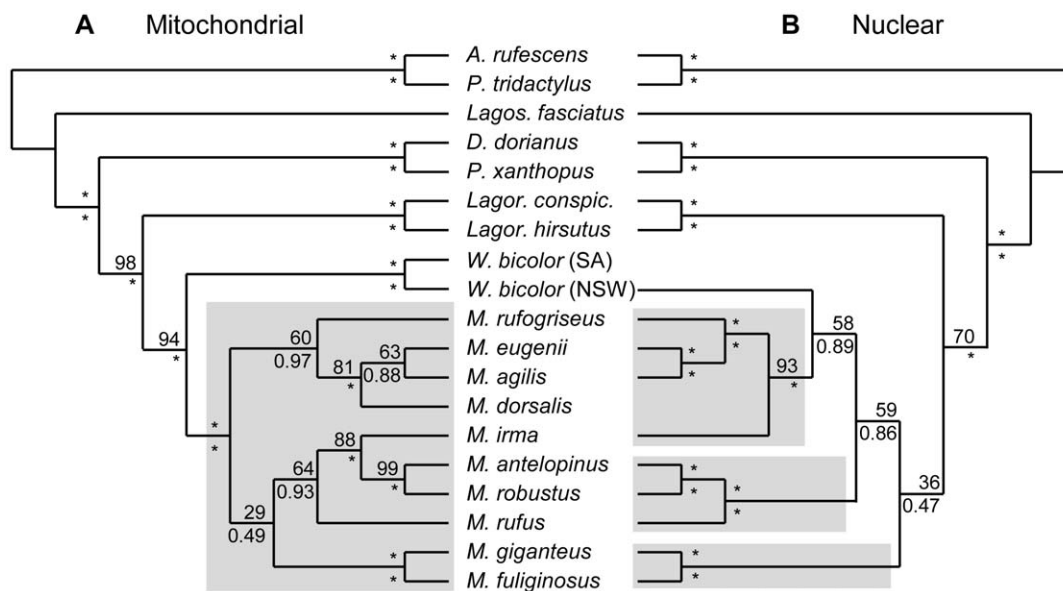 A Mitochondrial B Nuclear
A. rufescens
* *
* *
P. tridactylus
Lagos. fasciatus
D. dorianus
* *
* *
P. xanthopus
*
*
Lagor. conspic.
* *
* *
Lagor. hirsutus
*
*
98
*
W. bicolor (SA)
*
*
W. bicolor (NSW)
M. rufogriseus
94
*
60
0.97
*
*
58
0.89
70
*
M. eugenii
63
0.88
*
*
81
*
93
*
M. agilis
M. dorsalis
*
*
M. irma
88
*
59
0.86
M. antelopinus
64
0.93
99
*
*
*
M. robustus
*
*
36
0.47
M. rufus
29
0.49
M. giganteus
* *
* *
M. fuliginosus